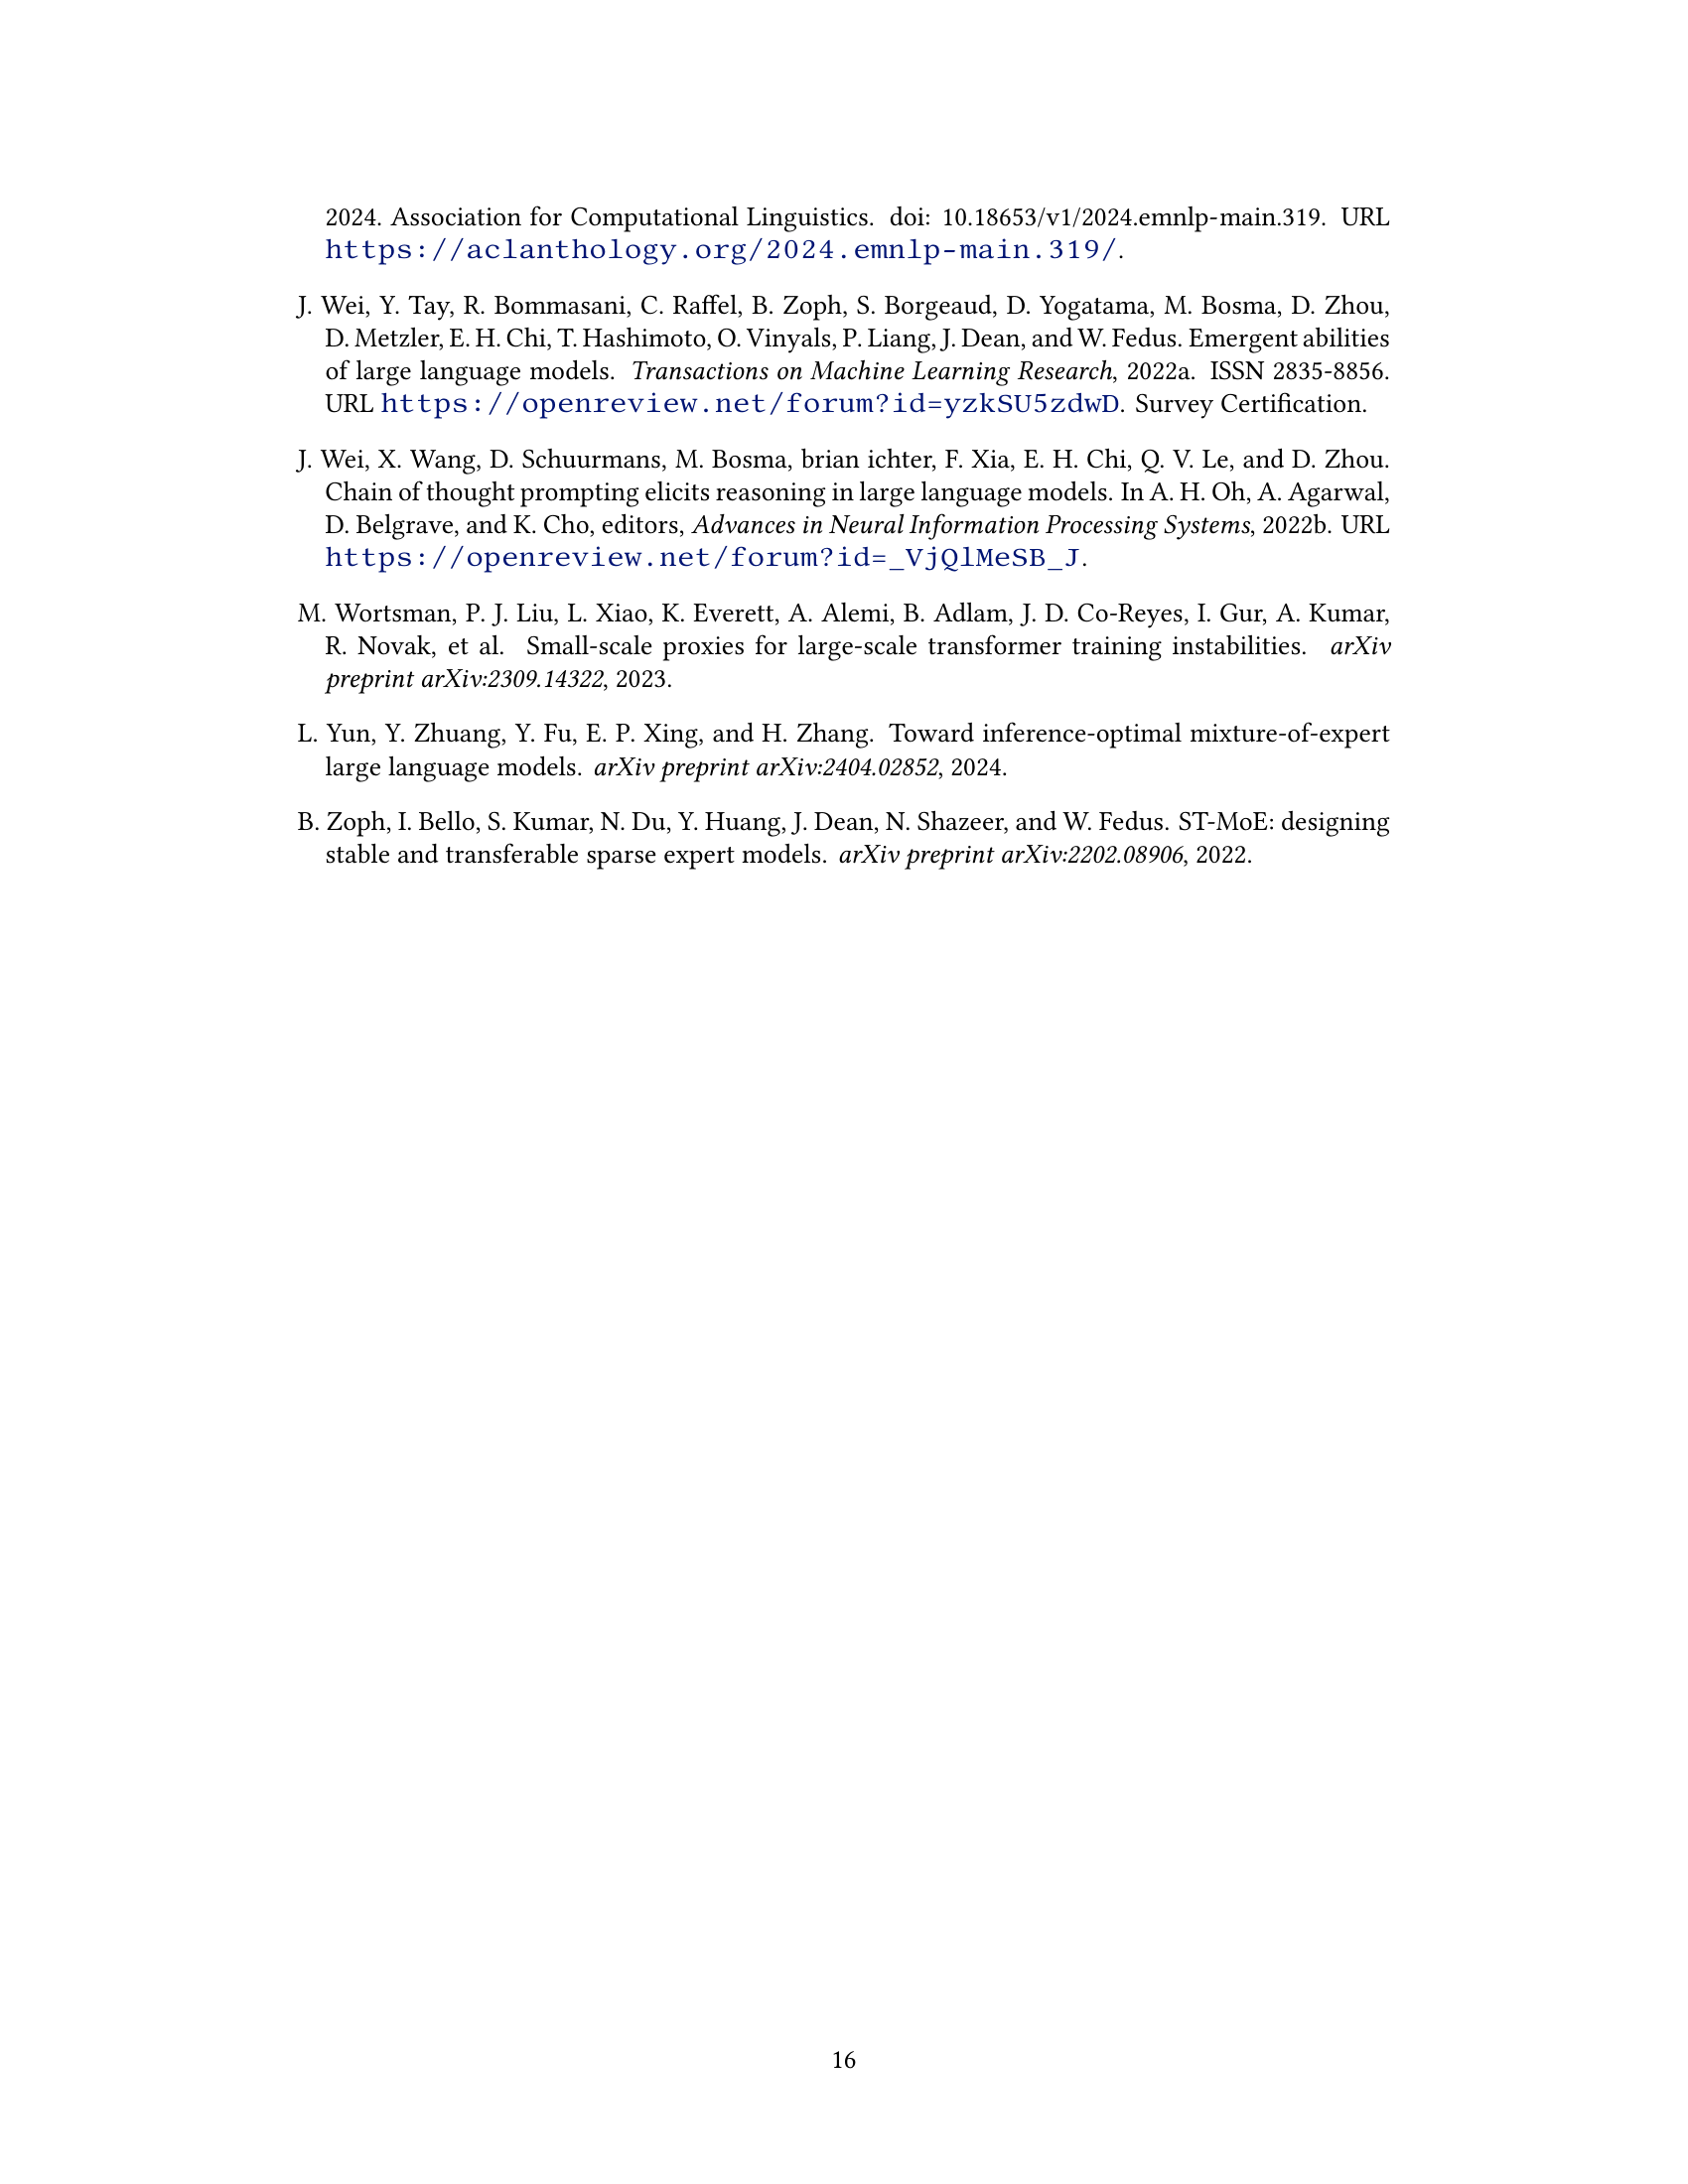 2024. Association for Computational Linguistics. doi: 10.18653/v1/2024.emnlp-main.319. URL
https://aclanthology.org/2024.emnlp-main.319/.
J. Wei, Y. Tay, R. Bommasani, C. Raffel, B. Zoph, S. Borgeaud, D. Yogatama, M. Bosma, D. Zhou,
D. Metzler, E. H. Chi, T. Hashimoto, O. Vinyals, P. Liang, J. Dean, and W. Fedus. Emergent abilities
of large language models. Transactions on Machine Learning Research, 2022a. ISSN 2835-8856.
URL https://openreview.net/forum?id=yzkSU5zdwD. Survey Certification.
J. Wei, X. Wang, D. Schuurmans, M. Bosma, brian ichter, F. Xia, E. H. Chi, Q. V. Le, and D. Zhou.
Chain of thought prompting elicits reasoning in large language models. In A. H. Oh, A. Agarwal,
D. Belgrave, and K. Cho, editors, Advances in Neural Information Processing Systems, 2022b. URL
https://openreview.net/forum?id=_VjQlMeSB_J.
M. Wortsman, P. J. Liu, L. Xiao, K. Everett, A. Alemi, B. Adlam, J. D. Co-Reyes, I. Gur, A. Kumar,
R. Novak, et al. Small-scale proxies for large-scale transformer training instabilities. arXiv
preprint arXiv:2309.14322, 2023.
L. Yun, Y. Zhuang, Y. Fu, E. P. Xing, and H. Zhang. Toward inference-optimal mixture-of-expert
large language models. arXiv preprint arXiv:2404.02852, 2024.
B. Zoph, I. Bello, S. Kumar, N. Du, Y. Huang, J. Dean, N. Shazeer, and W. Fedus. ST-MoE: designing
stable and transferable sparse expert models. arXiv preprint arXiv:2202.08906, 2022.
16